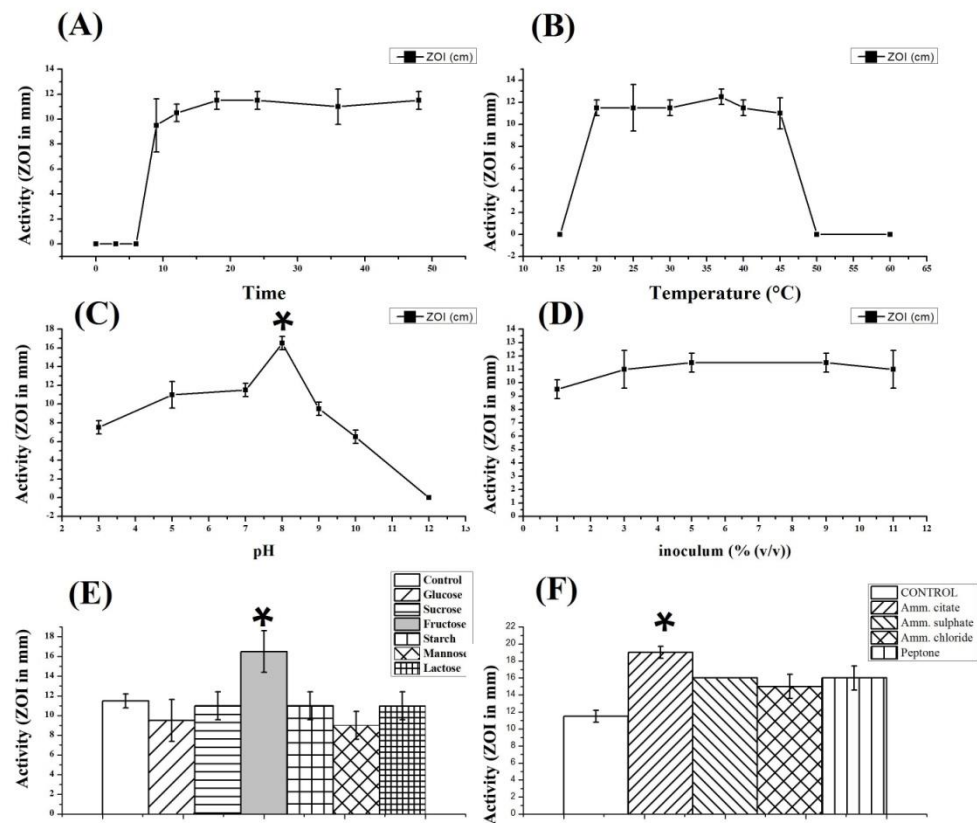 (A)
ZOI (cm)
14
12
10
8
6
4
2
0
-2
Activity (ZOI in mm)
0 10 20 30 40 50
Time
(B)
ZOI (cm)
14
12
10
8
6
4
2
0
-2
Activity (ZOI in mm)
10 15 20 25 30 35 40 45 50 55 60 65
Temperature (°C)
(C)
*
ZOI (cm)
18
16
14
12
10
8
6
4
2
0
-2
Activity (ZOI in mm)
2 3 4 5 6 7 8 9 10 11 12 13
pH
(D)
ZOI (cm)
14
13
12
11
10
9
8
7
6
5
4
3
2
1
0
Activity (ZOI in mm)
0 1 2 3 4 5 6 7 8 9 10 11 12
inoculum (% (v/v))
(E)
*
Control
Glucose
Sucrose
Fructose
Starch
Mannose
Lactose
18
16
14
12
10
8
6
4
2
0
Activity (ZOI in mm)
(F)
*
CONTROL
Amm. citate
Amm. sulphate
Amm. chloride
Peptone
22
20
18
16
14
12
10
8
6
4
2
0
Activity (ZOI in mm)